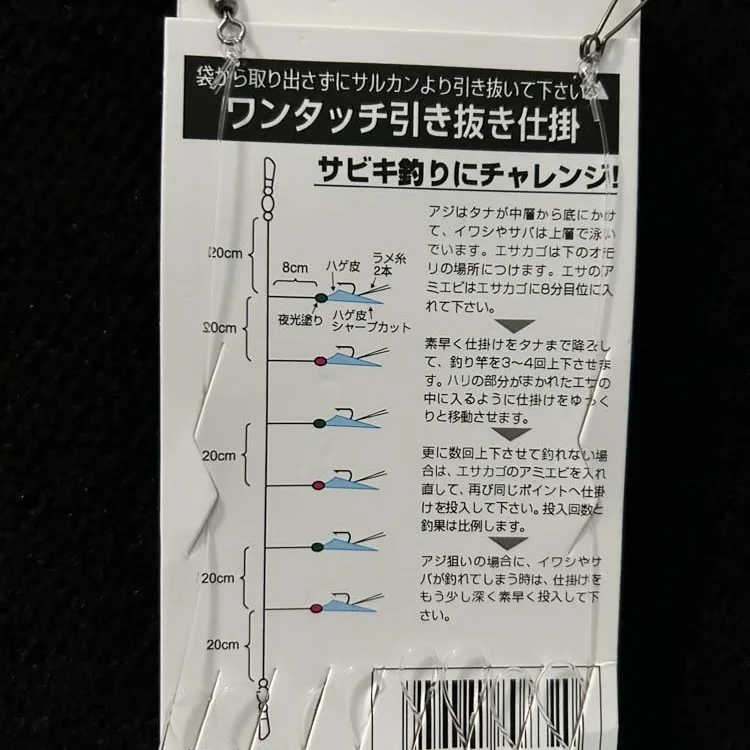 袋から取り出さずにサルカンより引き抜いて下さい▲
ワンタッチ引き抜き仕掛
サビキ釣りにチャレンジ!
アジはタナが中層から底にかけ
て、イワシやサバは上層で泳い
でいます。エサカゴは下のオモ
リの場所につけます。エサのア
ミエビはエサカゴに8分目位に入
れて下さい。
素早く仕掛けをタナまで降ろし
て、釣り竿を3〜4回上下させま
す。ハリの部分がまかれたエサの
中に入るように仕掛けをゆっく
りと移動させます。
更に数回上下させて釣れない場
合は、エサカゴのアミエビを入れ
直して、再び同じポイントへ仕掛
けを投入して下さい。投入回数と
釣果は比例します。
アジ狙いの場合に、イワシやサ
バが釣れてしまう時は、仕掛けを
もう少し深く素早く投入して下
さい。
20cm
8cm
ハゲ皮
ラメ糸
2本
夜光塗り
ハゲ皮
シャープカット
20cm
20cm
20cm
20cm